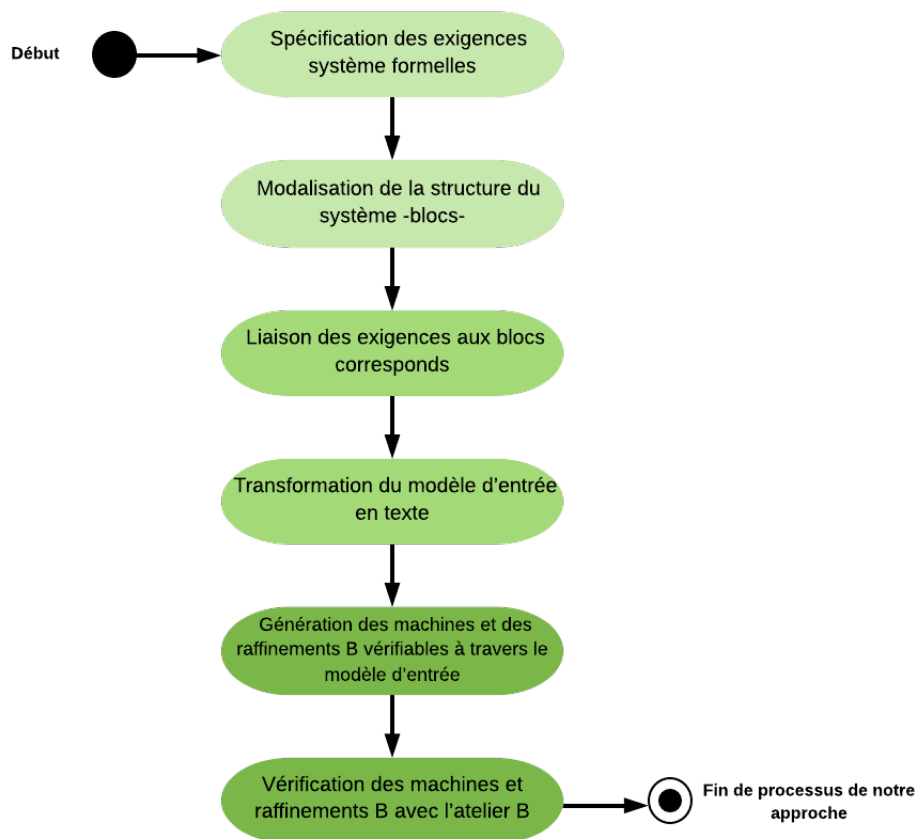 Début
Spécification des exigences
système formelles
Modalisation de la structure du
système -blocs-
Liaison des exigences aux blocs
corresponds
Transformation du modèle d'entrée
en texte
Génération des machines et des
raffinements B vérifiables à travers le
modèle d'entrée
Vérification des machines et
raffinements B avec l'atelier B
Fin de processus de notre
approche